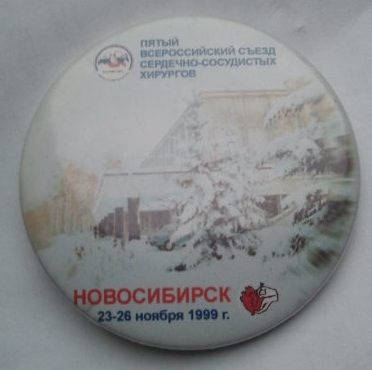 ПЯТЫЙ
ВСЕРОССИЙСКИЙ СЪЕЗД
СЕРДЕЧНО-СОСУДИСТЫХ
ХИРУРГОВ
НОВОСИБИРСК
23-26 ноября 1999 г.